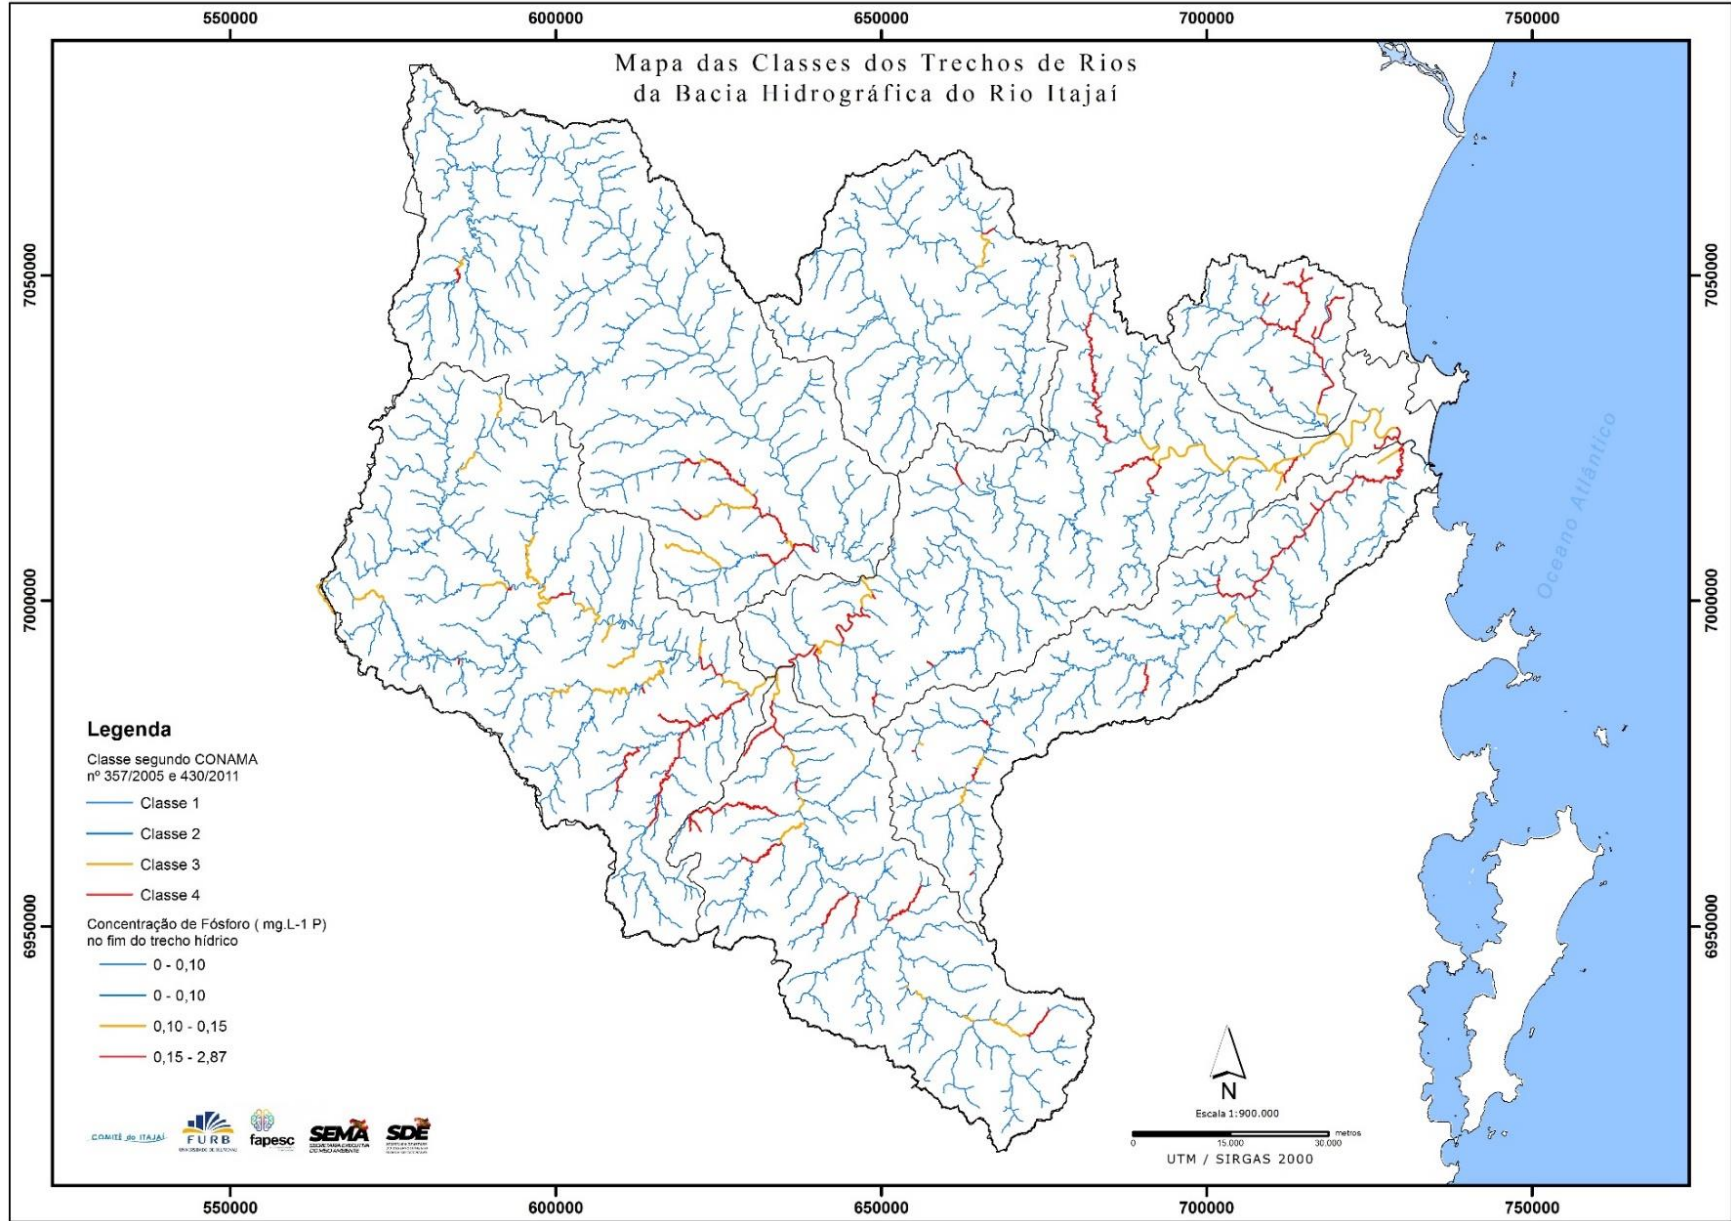 550000 600000 650000 700000 750000
Mapa das Classes dos Trechos de Rios
da Bacia Hidrográfica do Rio Itajaí
7050000 7050000
7000000 7000000
6950000 6950000
Oceano Atlântico
Legenda
Classe segundo CONAMA
nº 357/2005 e 430/2011
Classe 1
Classe 2
Classe 3
Classe 4
Concentração de Fósforo ( mg.L-1 P)
no fim do trecho hídrico
0 - 0,10
0 - 0,10
0,10 - 0,15
0,15 - 2,87
COMITÊ do ITAJAÍ
FURB
fapesc
SEMA
SDE
N
Escala 1:900.000
metros
0 15.000 30.000
UTM / SIRGAS 2000
550000 600000 650000 700000 750000